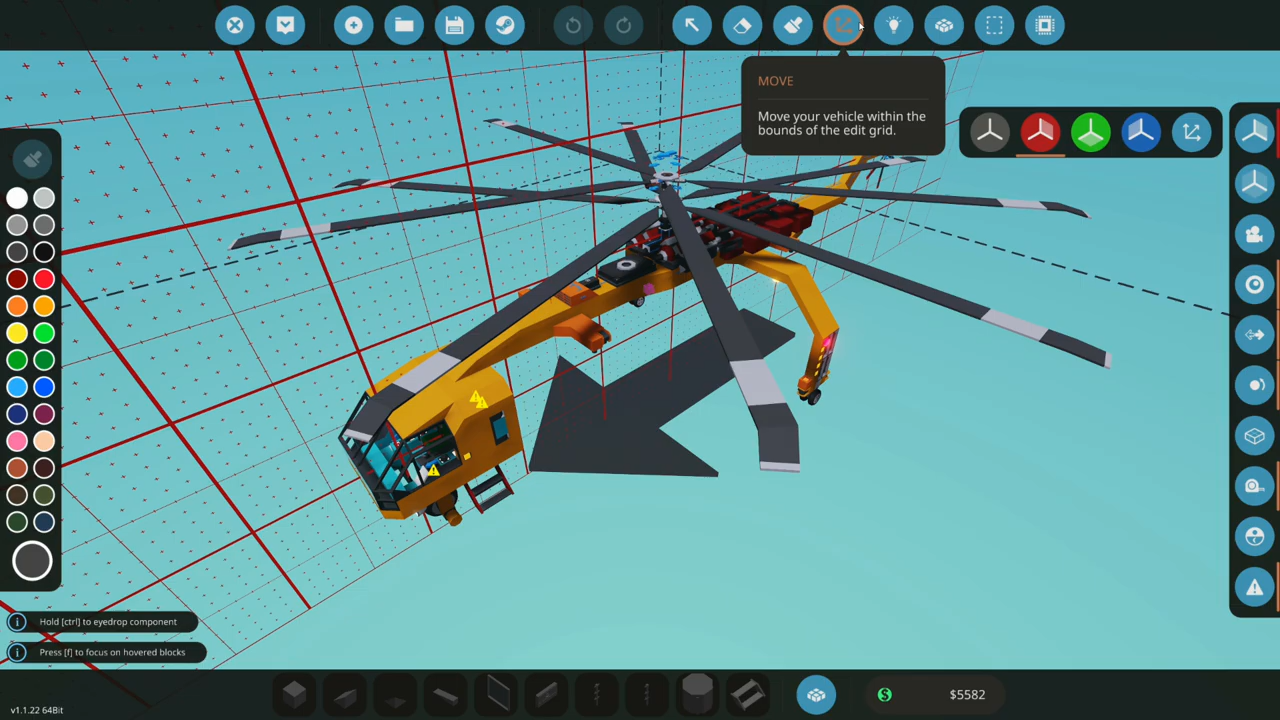 MOVE
Move your vehicle within the
bounds of the edit grid.
Hold [ctrl] to eyedrop component
Press [f] to focus on hovered blocks
$5582
v1.1.22 64Bit